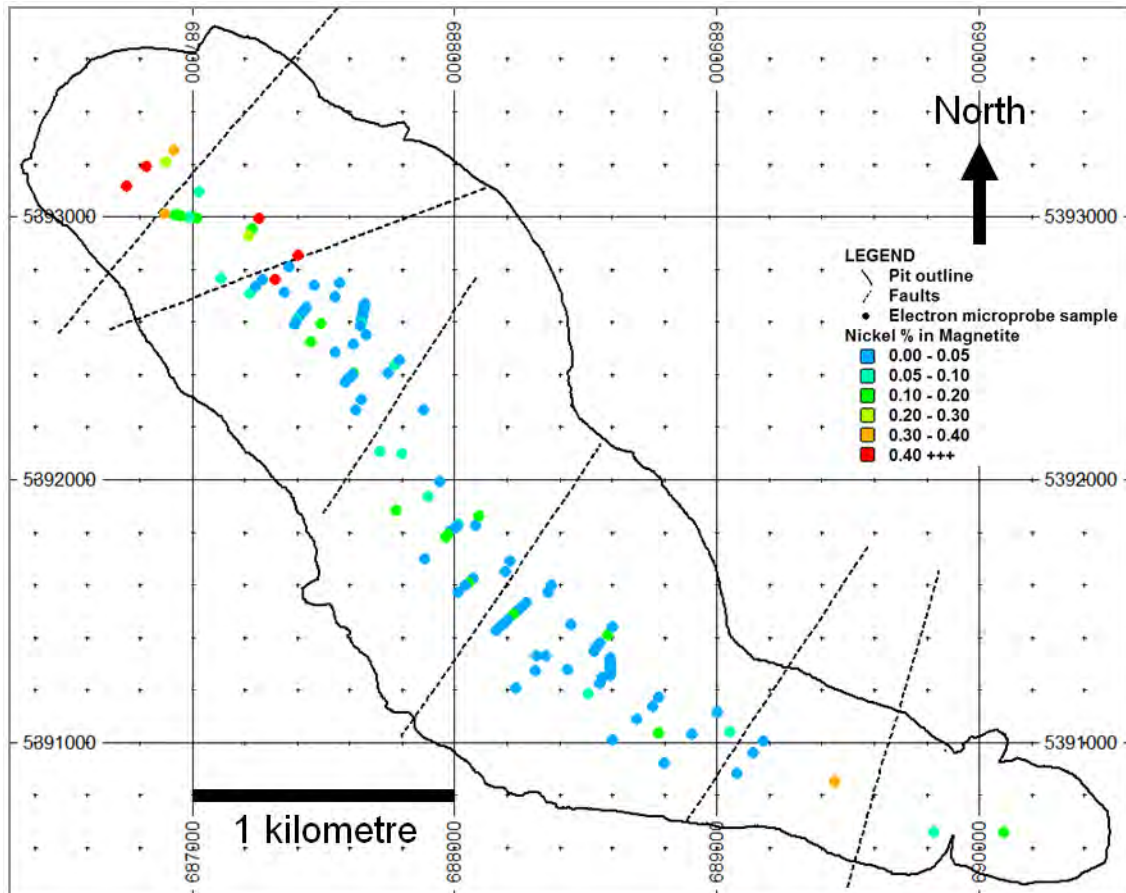 687000
688000
689000
690000
North
5893000
5893000
LEGEND
Pit outline
Faults
Electron microprobe sample
Nickel % in Magnetite
0.00 - 0.05
0.05 - 0.10
0.10 - 0.20
0.20 - 0.30
0.30 - 0.40
0.40 +++
5892000
5892000
5891000
5891000
1 kilometre
687000
688000
689000
690000